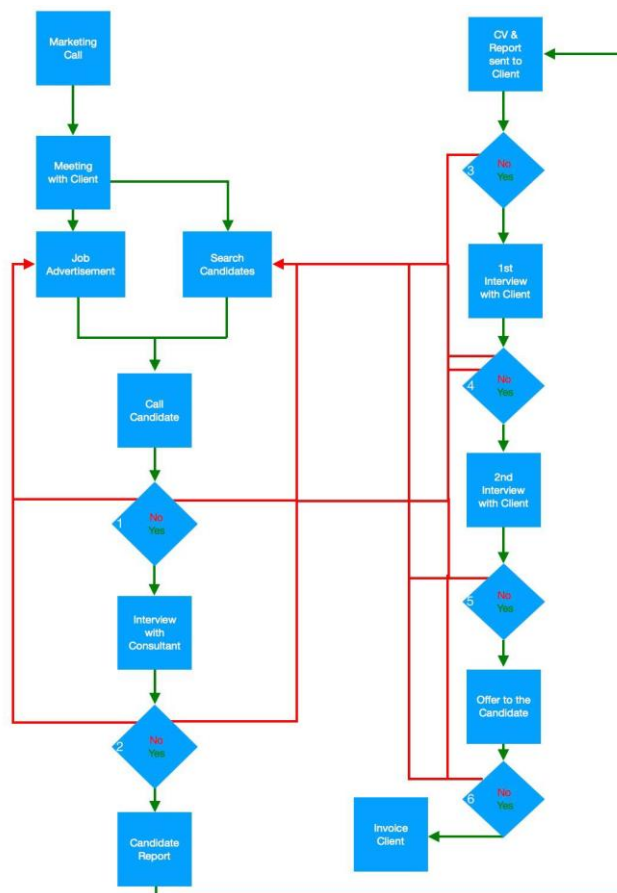 Marketing
Call
Meeting
with Client
Job
Advertisement
Search
Candidates
Call
Candidate
1
No
Yes
Interview
with
Consultant
2
No
Yes
Candidate
Report
CV &
Report
sent to
Client
3
No
Yes
1st
Interview
with Client
4
No
Yes
2nd
Interview
with Client
5
No
Yes
Offer to the
Candidate
6
No
Yes
Invoice
Client